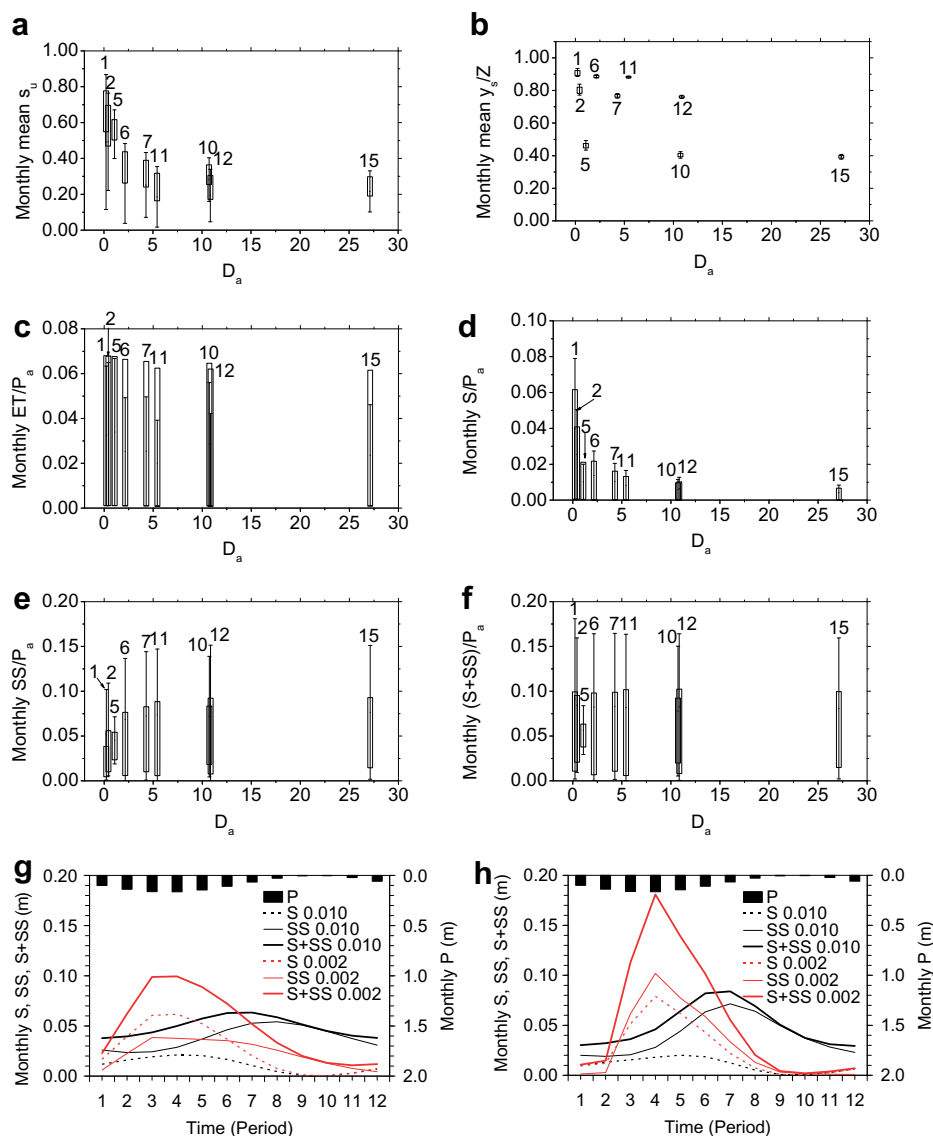 a
1.00
0.80
0.60
0.40
0.20
0.00
Monthly mean s_u
1
2
5
6
7
11
10
12
15
0 5 10 15 20 25 30
D_a
b
1.00
0.80
0.60
0.40
0.20
0.00
Monthly mean y_s/Z
1
6
11
2
7
12
5
10
15
0 5 10 15 20 25 30
D_a
c
0.08
0.06
0.04
0.02
0.00
Monthly ET/P_a
2
1
5
6
7
11
10
12
15
0 5 10 15 20 25 30
D_a
d
0.10
0.08
0.06
0.04
0.02
0.00
Monthly S/P_a
1
2
5
6
7
11
10
12
15
0 5 10 15 20 25 30
D_a
e
0.20
0.15
0.10
0.05
0.00
Monthly SS/P_a
1
2
5
6
7
11
10
12
15
0 5 10 15 20 25 30
D_a
f
0.20
0.15
0.10
0.05
0.00
Monthly (S+SS)/P_a
1
2
5
6
7
11
10
12
15
0 5 10 15 20 25 30
D_a
g
0.20
0.15
0.10
0.05
0.00
Monthly S, SS, S+SS (m)
P
S 0.010
SS 0.010
S+SS 0.010
S 0.002
SS 0.002
S+SS 0.002
0.0
0.5
1.0
1.5
2.0
Monthly P (m)
1 2 3 4 5 6 7 8 9 10 11 12
Time (Period)
h
0.20
0.15
0.10
0.05
0.00
Monthly S, SS, S+SS (m)
P
S 0.010
SS 0.010
S+SS 0.010
S 0.002
SS 0.002
S+SS 0.002
0.0
0.5
1.0
1.5
2.0
Monthly P (m)
1 2 3 4 5 6 7 8 9 10 11 12
Time (Period)